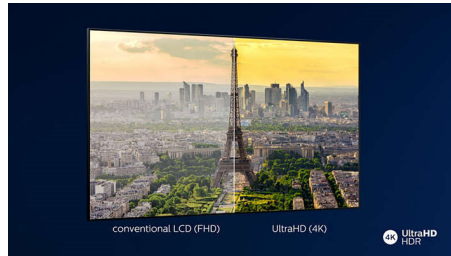 conventional LCD (FHD)
UltraHD (4K)
4K UltraHD
HDR